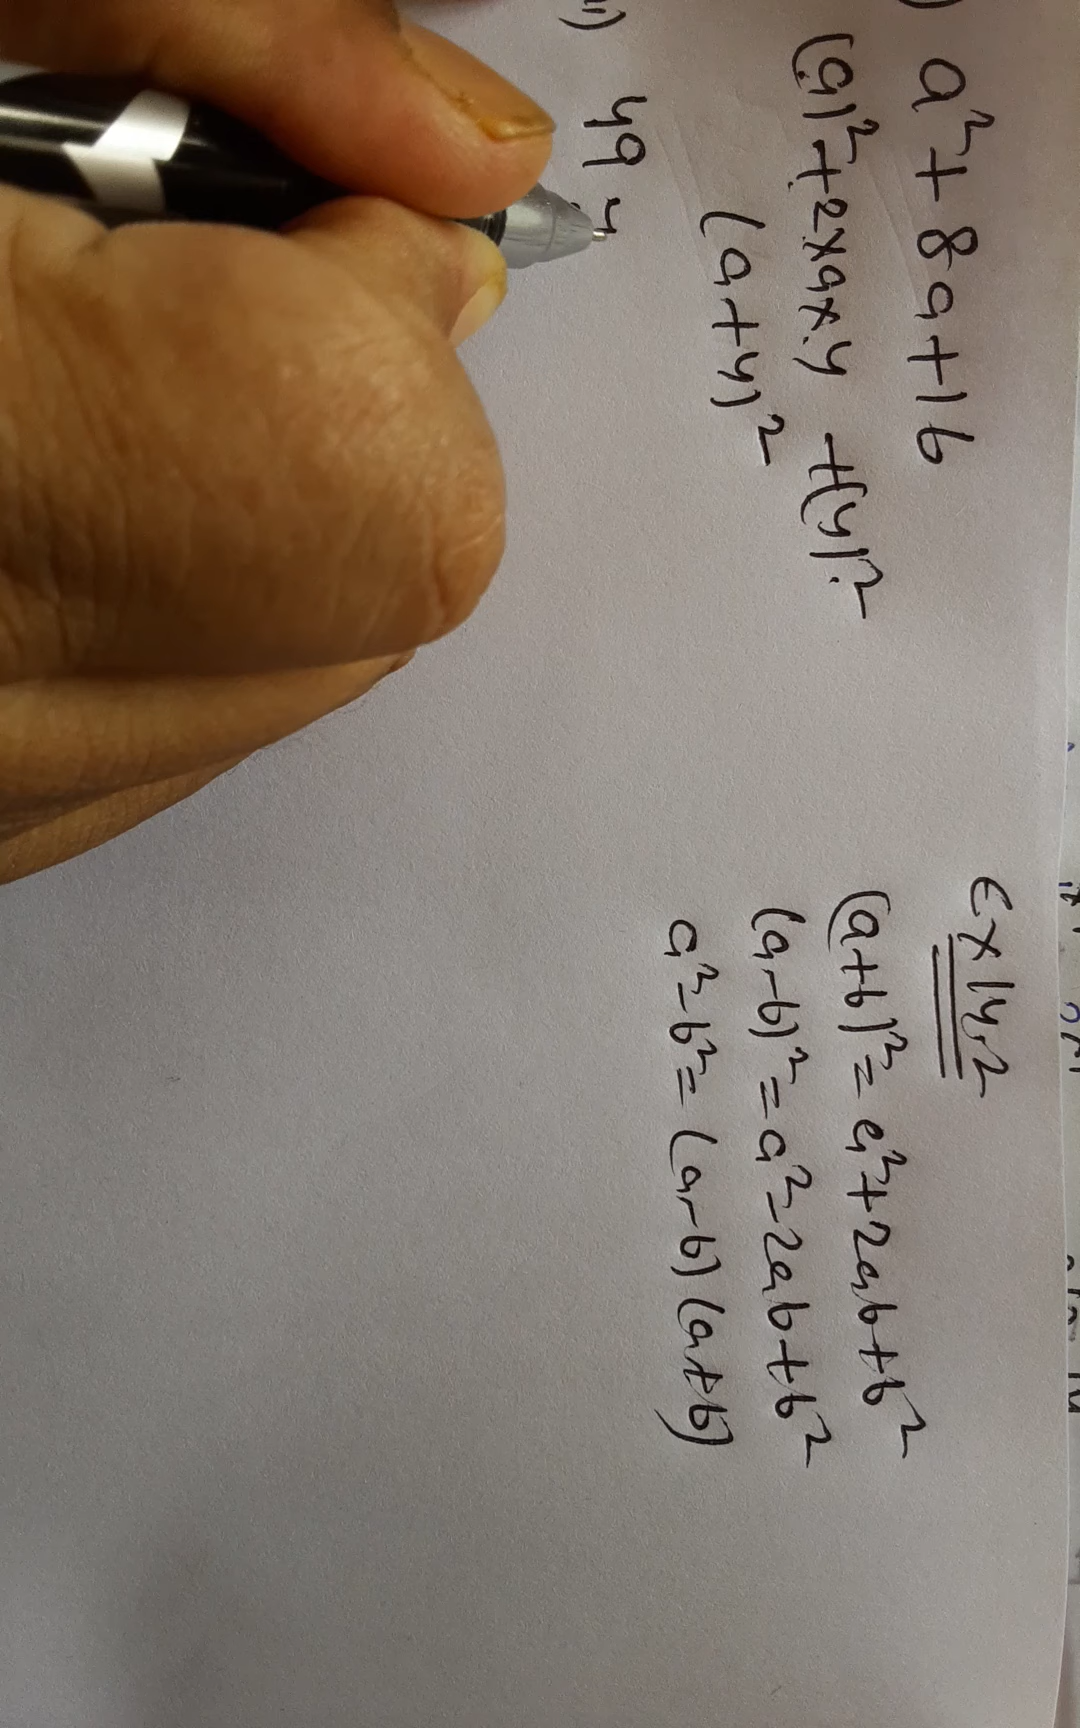 ) a²+8a+16
(a)²+2×a×4 +(4)²
(a+4)²
ii) 49 y
Ex 14.2
(a+b)² = a²+2ab+b²
(a-b)² = a²-2ab+b²
a²-b² = (a-b)(a+b)